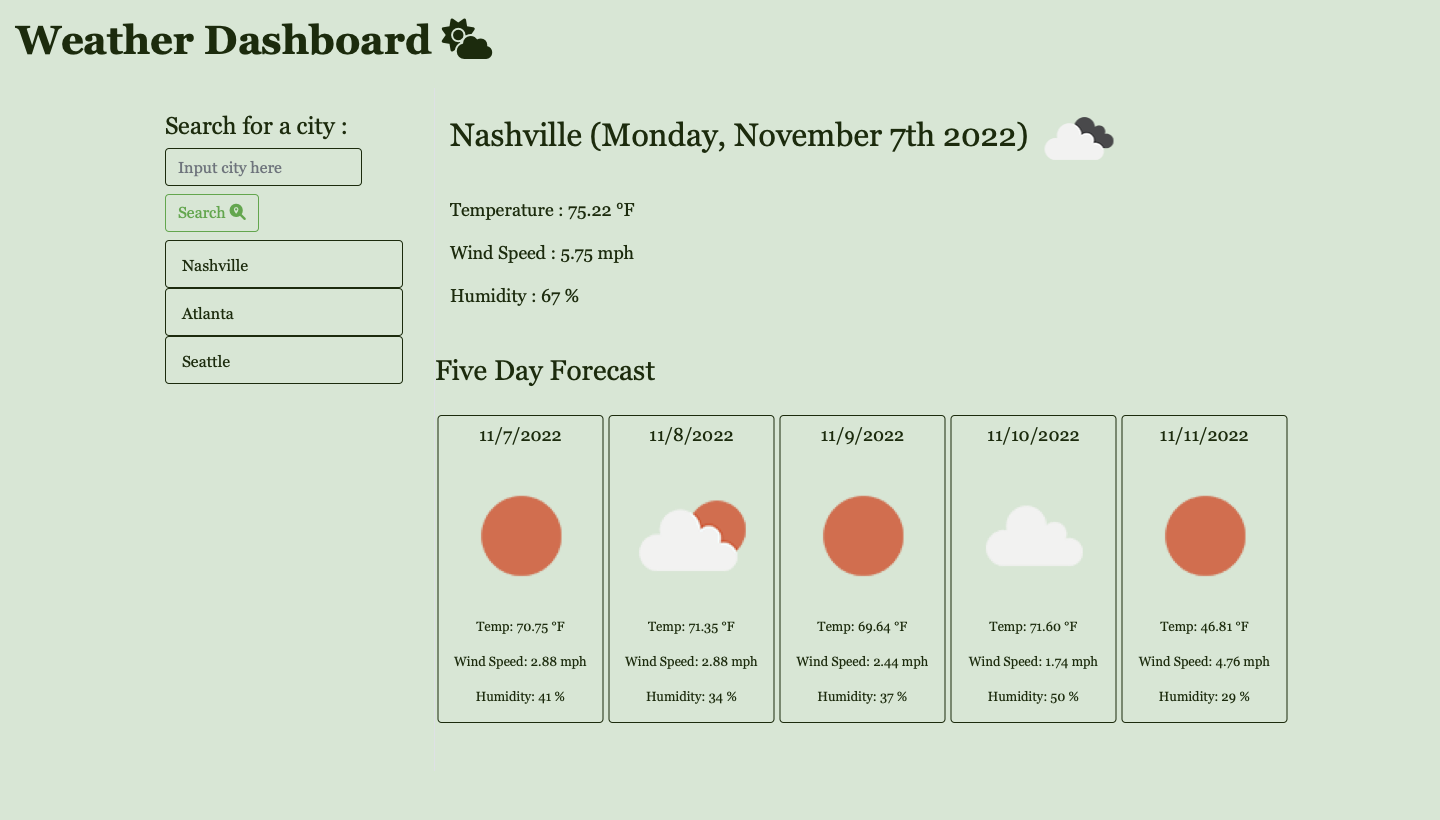 Weather Dashboard
Search for a city :
Input city here
Search
Nashville
Atlanta
Seattle
Nashville (Monday, November 7th 2022)
Temperature : 75.22 °F
Wind Speed : 5.75 mph
Humidity : 67 %
Five Day Forecast
11/7/2022
Temp: 70.75 °F
Wind Speed: 2.88 mph
Humidity: 41 %
11/8/2022
Temp: 71.35 °F
Wind Speed: 2.88 mph
Humidity: 34 %
11/9/2022
Temp: 69.64 °F
Wind Speed: 2.44 mph
Humidity: 37 %
11/10/2022
Temp: 71.60 °F
Wind Speed: 1.74 mph
Humidity: 50 %
11/11/2022
Temp: 46.81 °F
Wind Speed: 4.76 mph
Humidity: 29 %